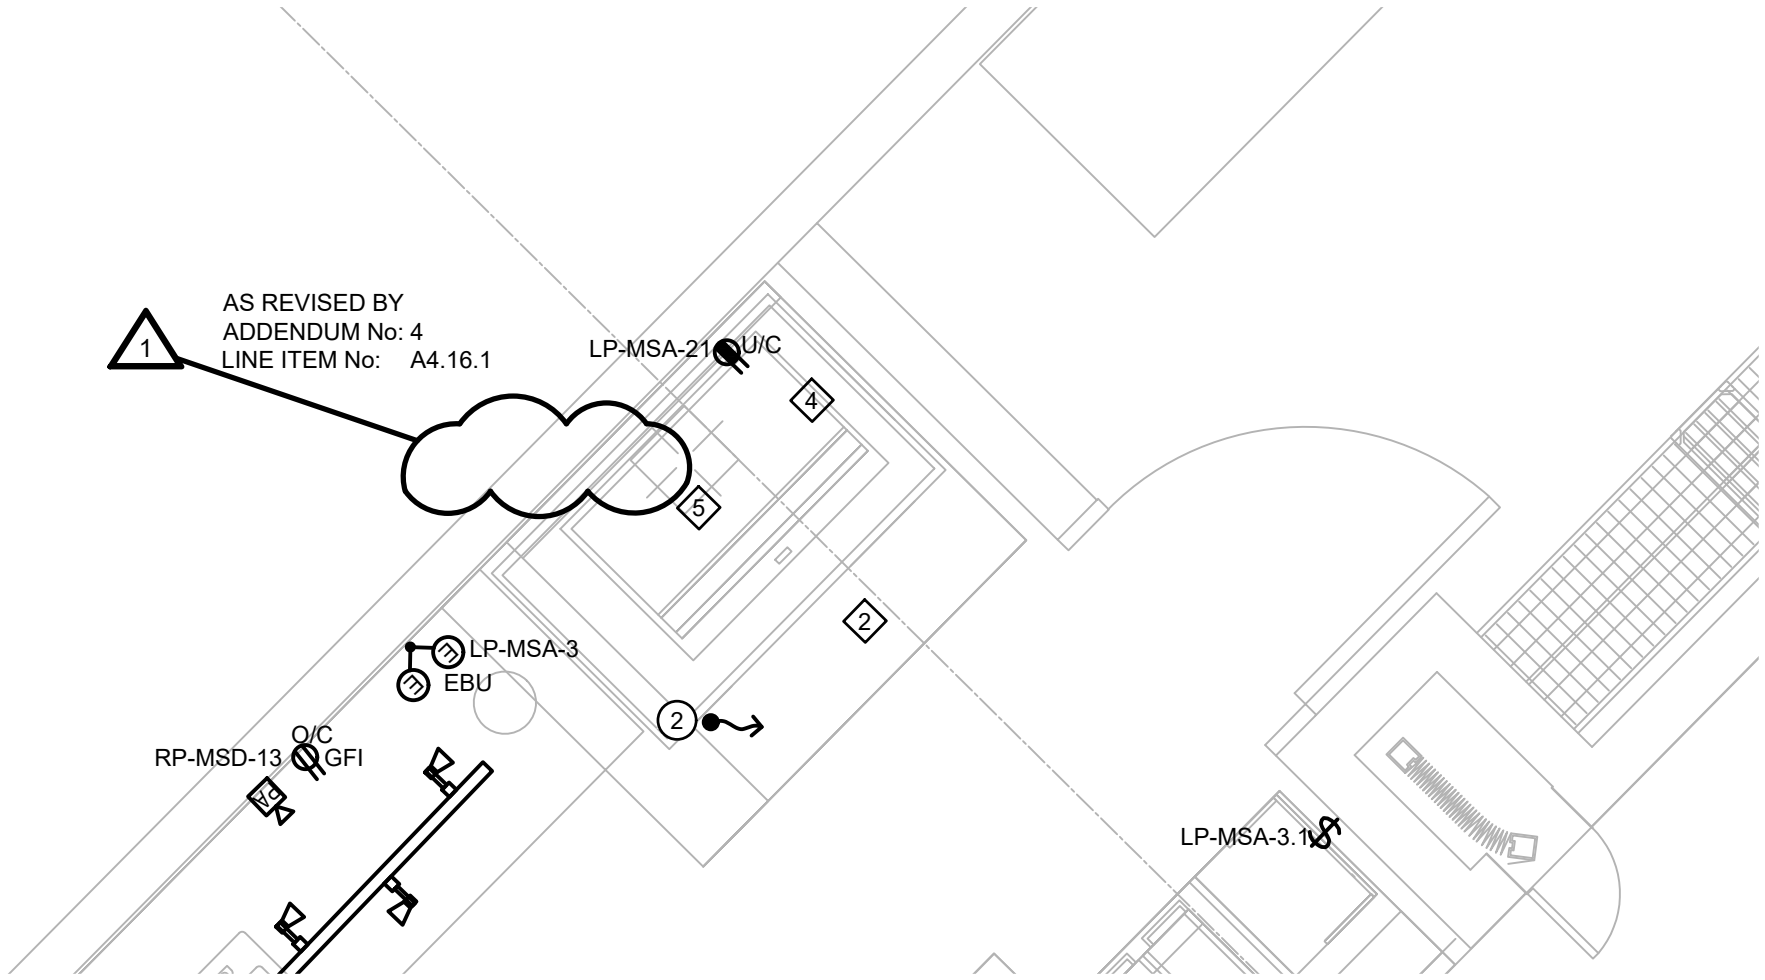 AS REVISED BY
ADDENDUM No: 4
LINE ITEM No: A4.16.1
1
LP-MSA-21
U/C
4
5
2
LP-MSA-3
E
EBU
E
2
O/C
RP-MSD-13
GFI
PA
LP-MSA-3.1
$